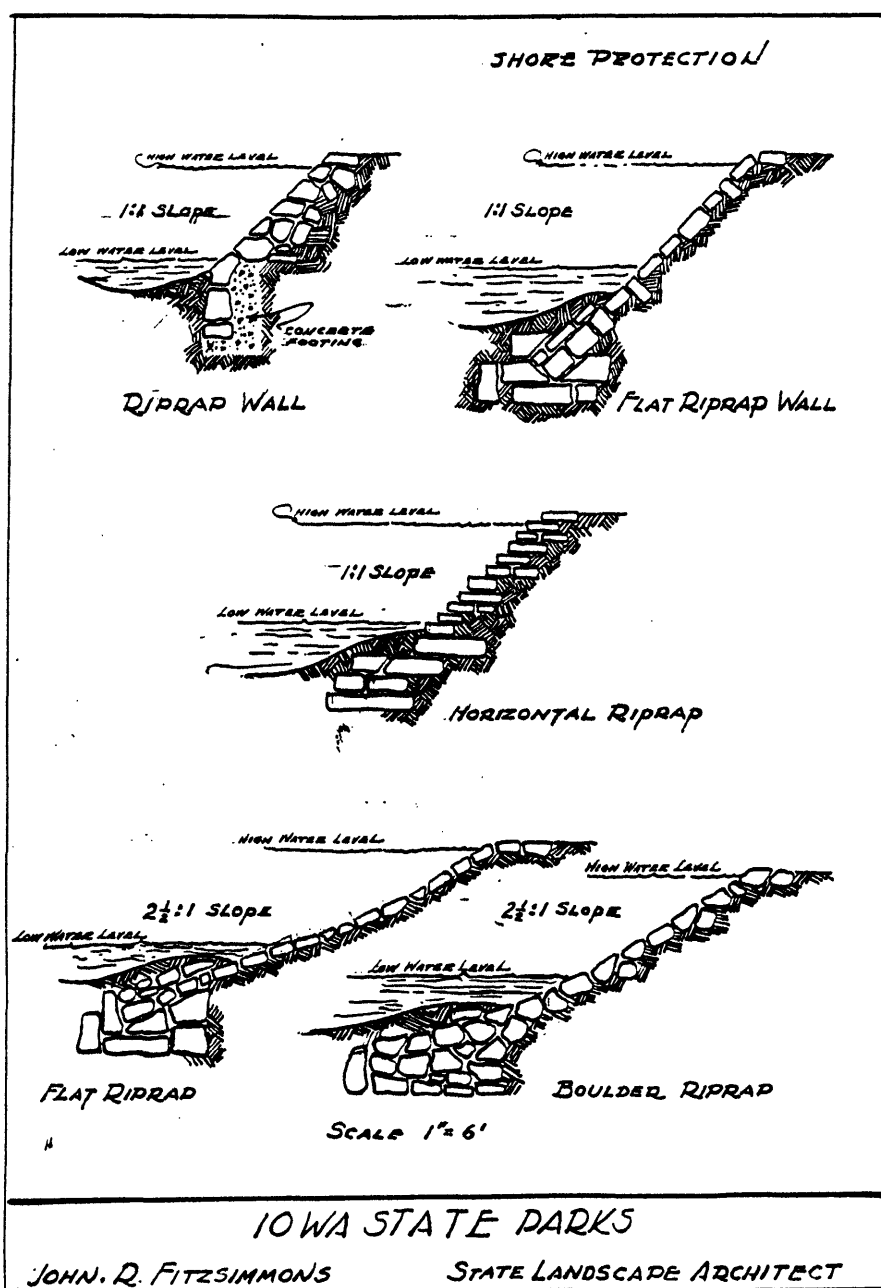 SHORE PROTECTION
HIGH WATER LEVEL
HIGH WATER LEVEL
SLOPE
1:1 SLOPE
LOW WATER LEVEL
LOW WATER LEVEL
CONCRETE
FOOTING
RIPRAP WALL
FLAT RIPRAP WALL
HIGH WATER LEVEL
1:1 SLOPE
LOW WATER LEVEL
HORIZONTAL RIPRAP
HIGH WATER LEVEL
HIGH WATER LEVEL
2½:1 SLOPE
2½:1 SLOPE
LOW WATER LEVEL
LOW WATER LEVEL
FLAT RIPRAP
BOULDER RIPRAP
SCALE 1"=6'
IOWA STATE PARKS
JOHN. R. FITZSIMMONS
STATE LANDSCAPE ARCHITECT